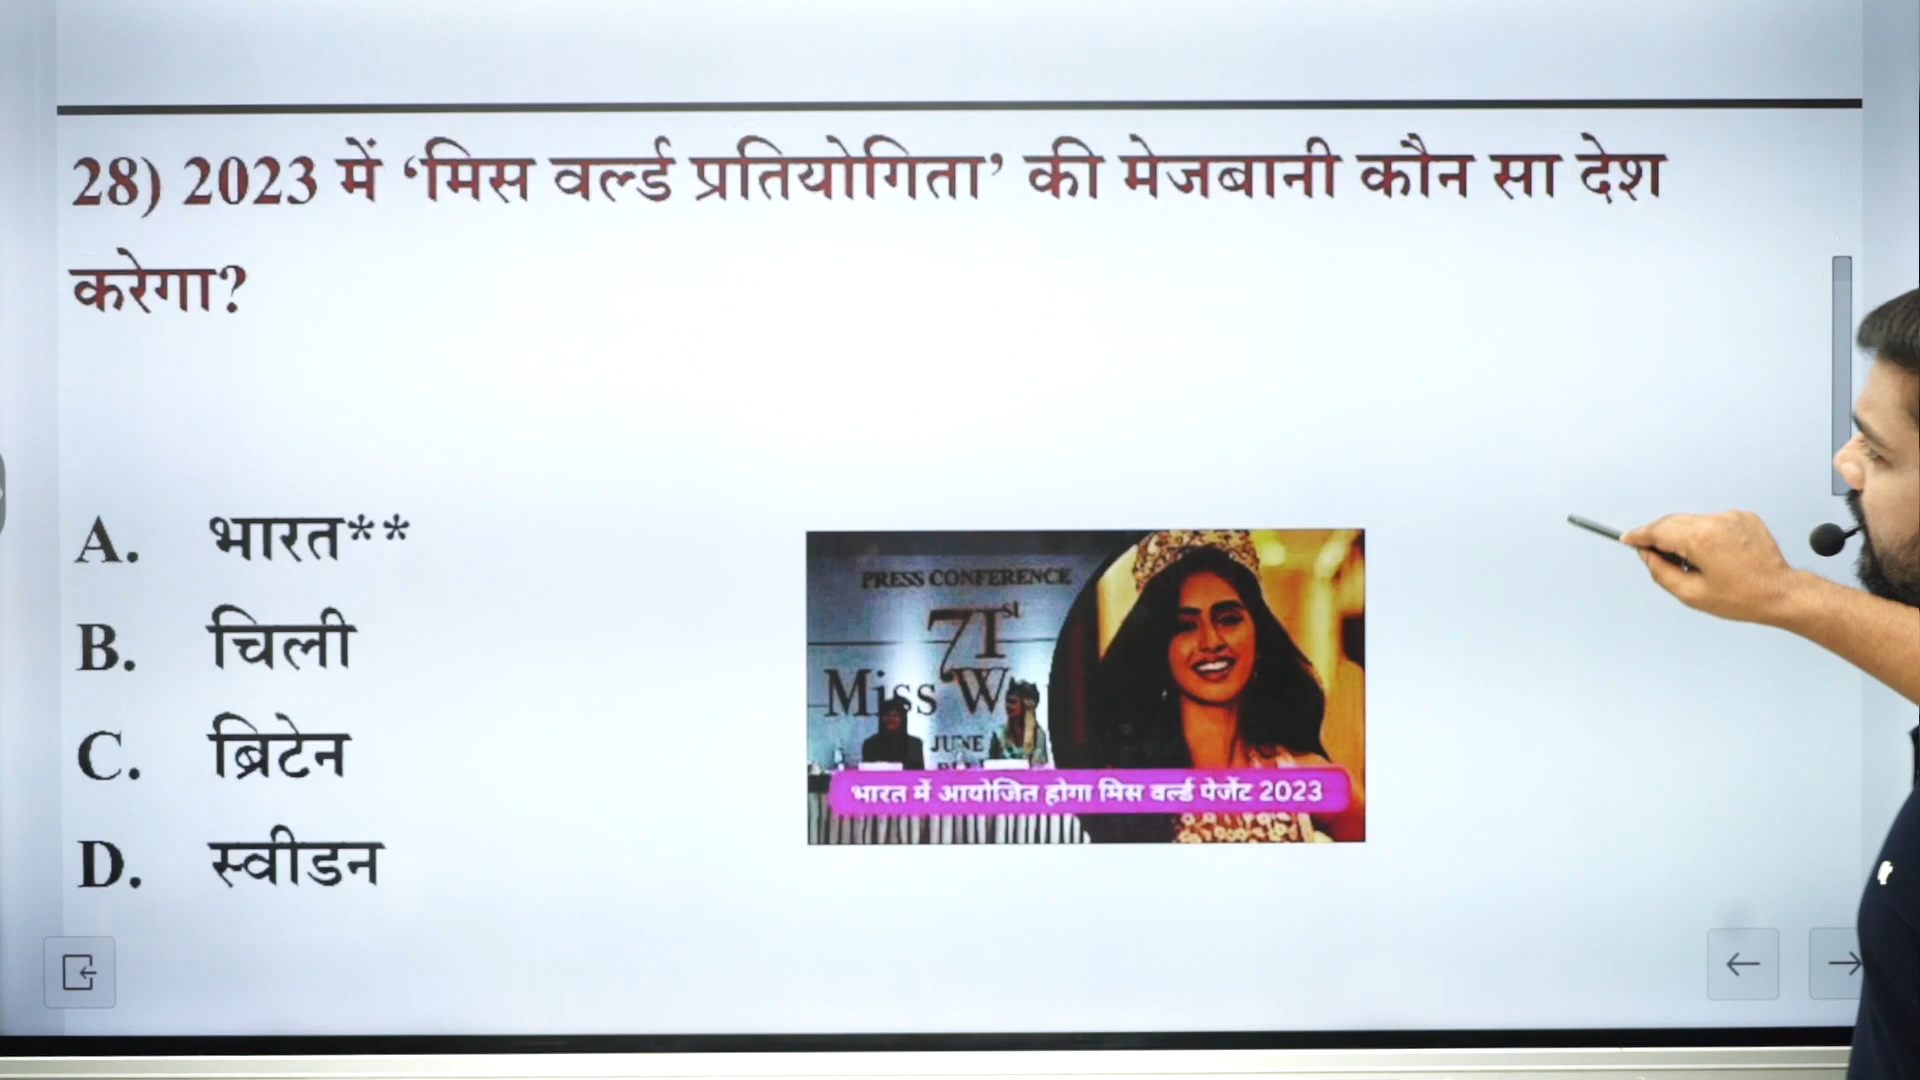 28) 2023 में ‘मिस वर्ल्ड प्रतियोगिता’ की मेजबानी कौन सा देश
करेगा?
A. भारत**
B. चिली
C. ब्रिटेन
D. स्वीडन
PRESS CONFERENCE
71st
Miss W
JUNE
भारत में आयोजित होगा मिस वर्ल्ड पेजेंट 2023